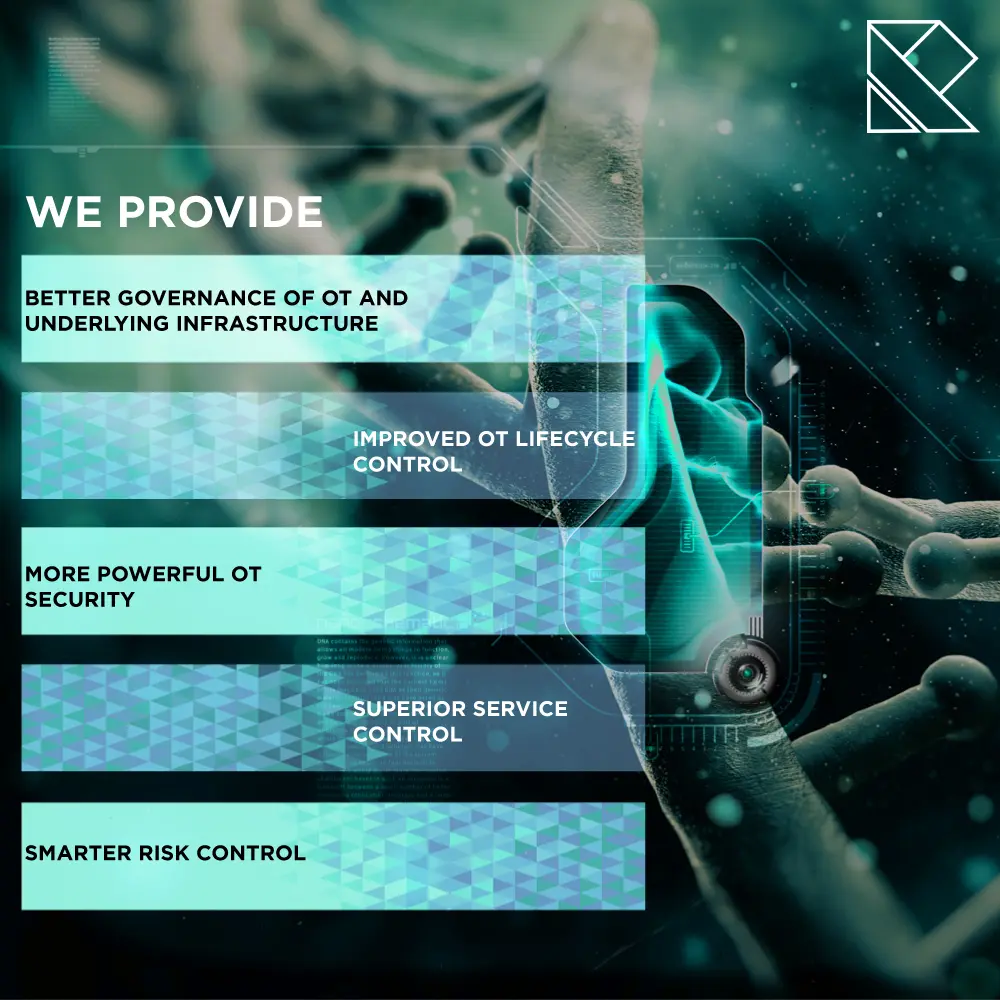 WE PROVIDE
BETTER GOVERNANCE OF OT AND
UNDERLYING INFRASTRUCTURE
IMPROVED OT LIFECYCLE
CONTROL
MORE POWERFUL OT
SECURITY
SUPERIOR SERVICE
CONTROL
SMARTER RISK CONTROL